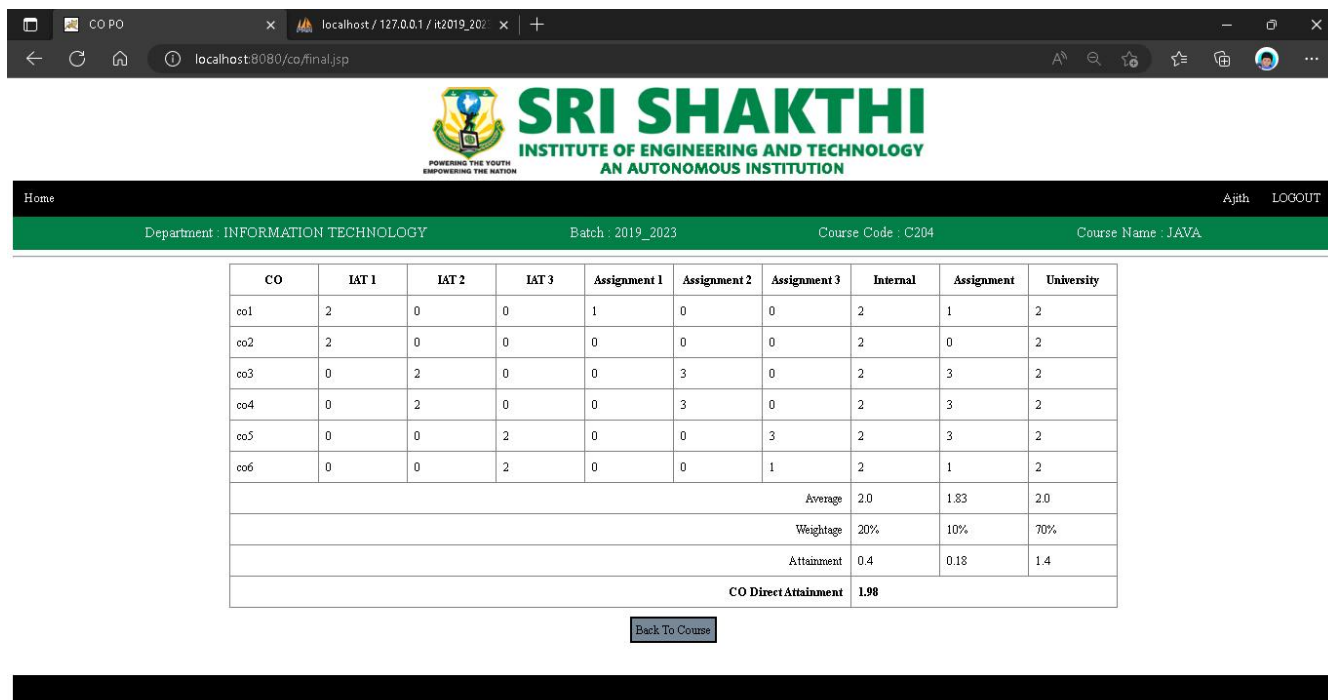 CO PO
localhost / 127.0.0.1 / it2019_202
localhost:8080/co/final.jsp
SRI SHAKTHI
INSTITUTE OF ENGINEERING AND TECHNOLOGY
AN AUTONOMOUS INSTITUTION
POWERING THE YOUTH
EMPOWERING THE NATION
Home Ajith LOGOUT
Department : INFORMATION TECHNOLOGY Batch : 2019_2023 Course Code : C204 Course Name : JAVA
CO IAT 1 IAT 2 IAT 3 Assignment 1 Assignment 2 Assignment 3 Internal Assignment University
co1 2 0 0 1 0 0 2 1 2
co2 2 0 0 0 0 0 2 0 2
co3 0 2 0 0 3 0 2 3 2
co4 0 2 0 0 3 0 2 3 2
co5 0 0 2 0 0 3 2 3 2
co6 0 0 2 0 0 1 2 1 2
Average 2.0 1.83 2.0
Weightage 20% 10% 70%
Attainment 0.4 0.18 1.4
CO Direct Attainment 1.98
Back To Course